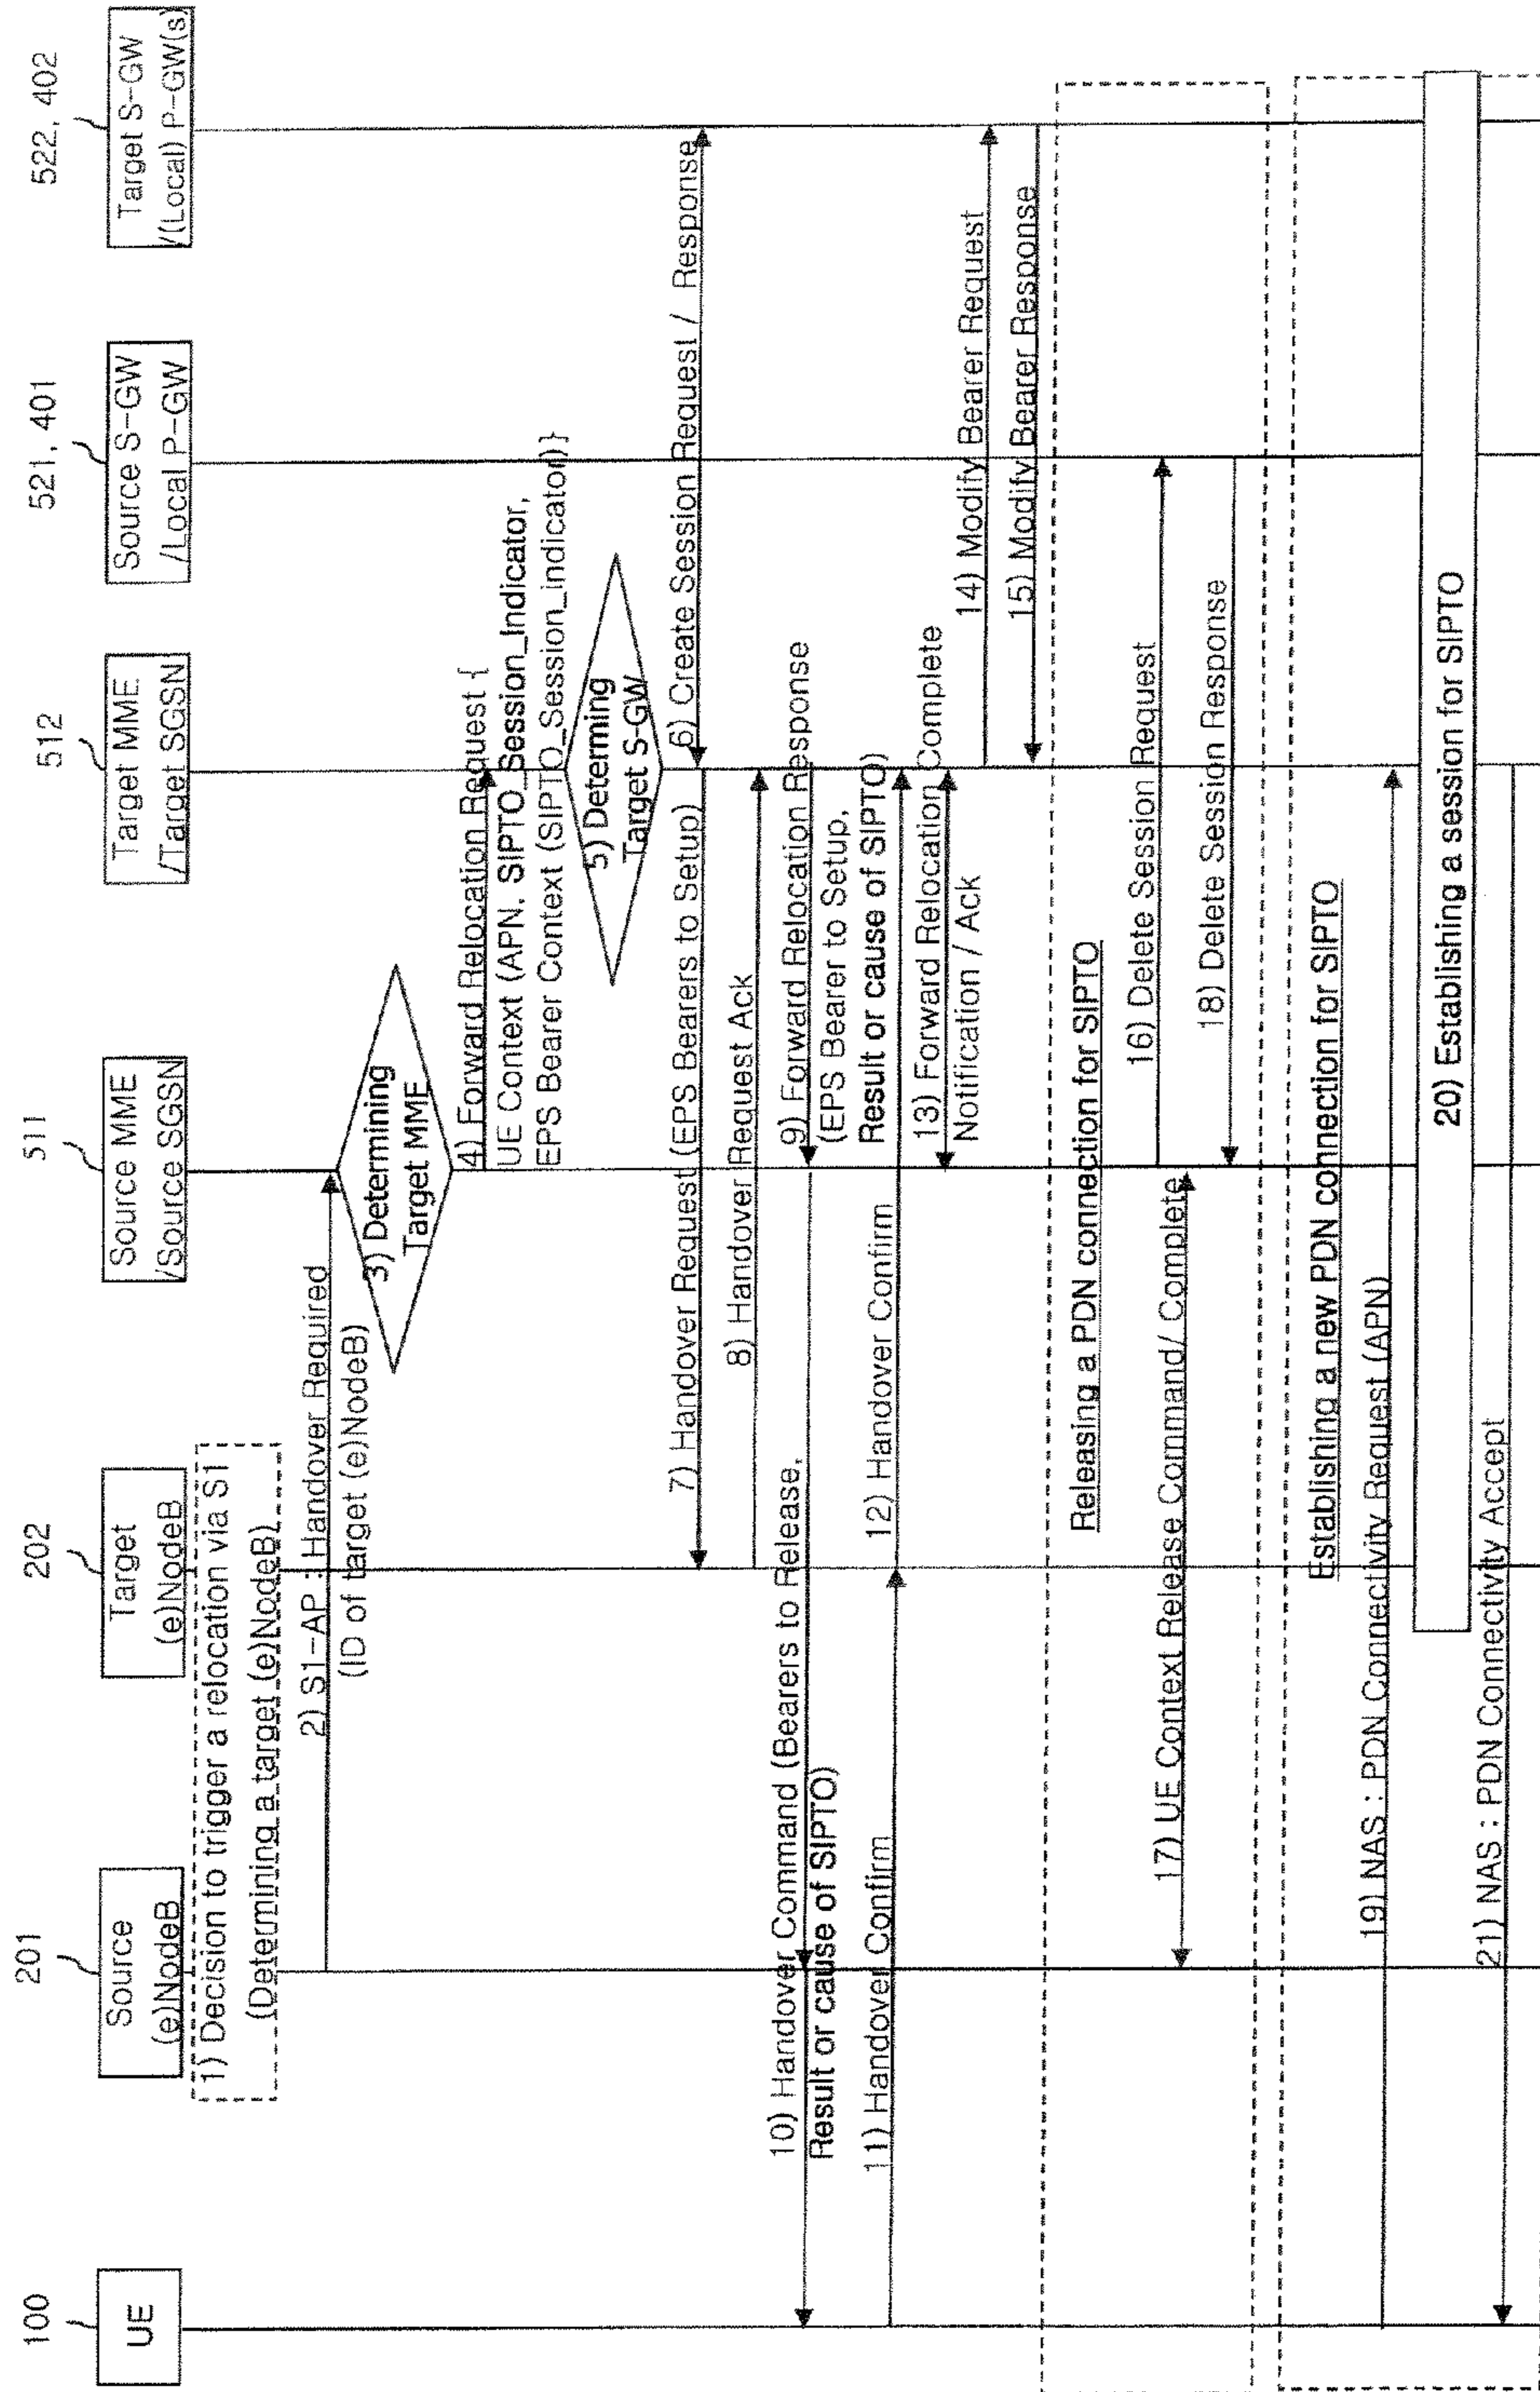 100
201
202
511
512
521, 401
522, 402
UE
Source
(e)NodeB
Target
(e)NodeB
Source MME
/Source SGSN
Target MME
/Target SGSN
Source S-GW
/Local P-GW
Target S-GW
/(Local) P-GW(s)
1) Decision to trigger a relocation via S1
(Determining a target (e)NodeB)
2) S1-AP : Handover Required
(ID of target (e)NodeB)
3) Determining
Target MME
4) Forward Relocation Request {
UE Context (APN, SIPTO_Session_Indicator,
EPS Bearer Context (SIPTO_Session_indicator)}
5) Determining
Target S-GW
6) Create Session Request / Response
7) Handover Request (EPS Bearers to Setup)
8) Handover Request Ack
9) Forward Relocation Response
(EPS Bearer to Setup,
Result or cause of SIPTO)
10) Handover Command (Bearers to Release,
Result or cause of SIPTO)
11) Handover Confirm
12) Handover Confirm
13) Forward Relocation Complete
Notification / Ack
14) Modify Bearer Request
15) Modify Bearer Response
Releasing a PDN connection for SIPTO
16) Delete Session Request
17) UE Context Release Command/ Complete
18) Delete Session Response
Establishing a new PDN connection for SIPTO
19) NAS : PDN Connectivity Request (APN)
20) Establishing a session for SIPTO
21) NAS : PDN Connectivity Accept